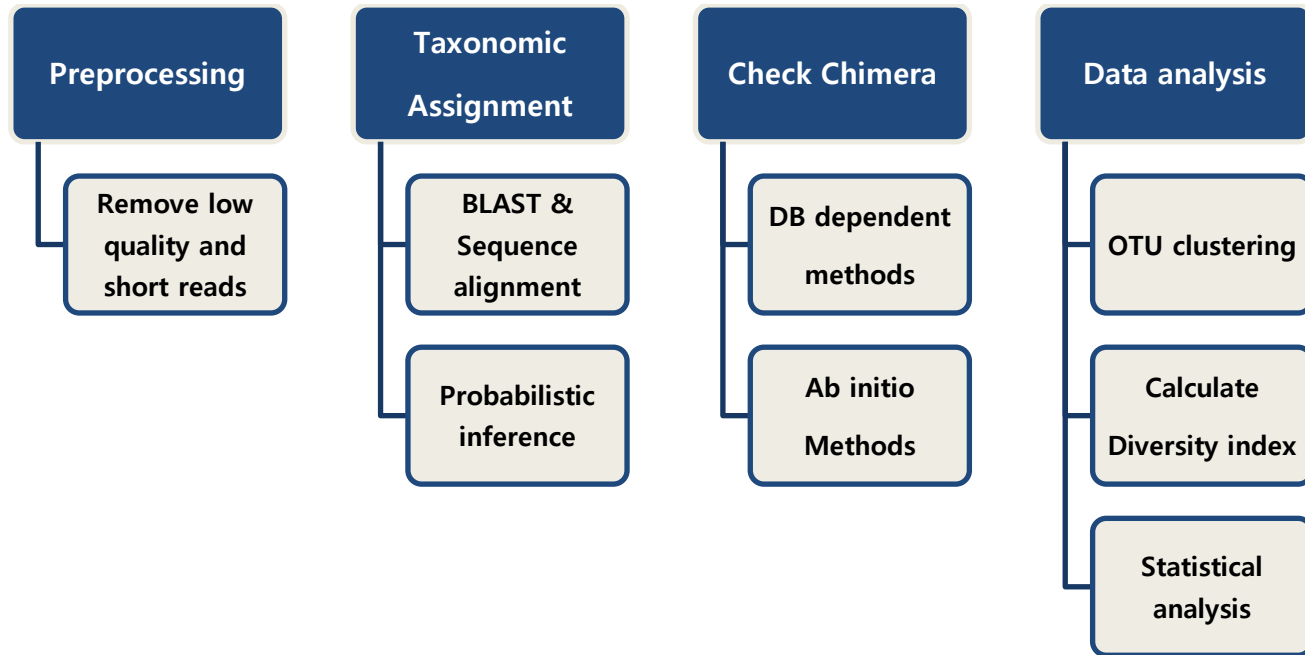 Preprocessing
Remove low
quality and
short reads
Taxonomic
Assignment
BLAST &
Sequence
alignment
Probabilistic
inference
Check Chimera
DB dependent
methods
Ab initio
Methods
Data analysis
OTU clustering
Calculate
Diversity index
Statistical
analysis